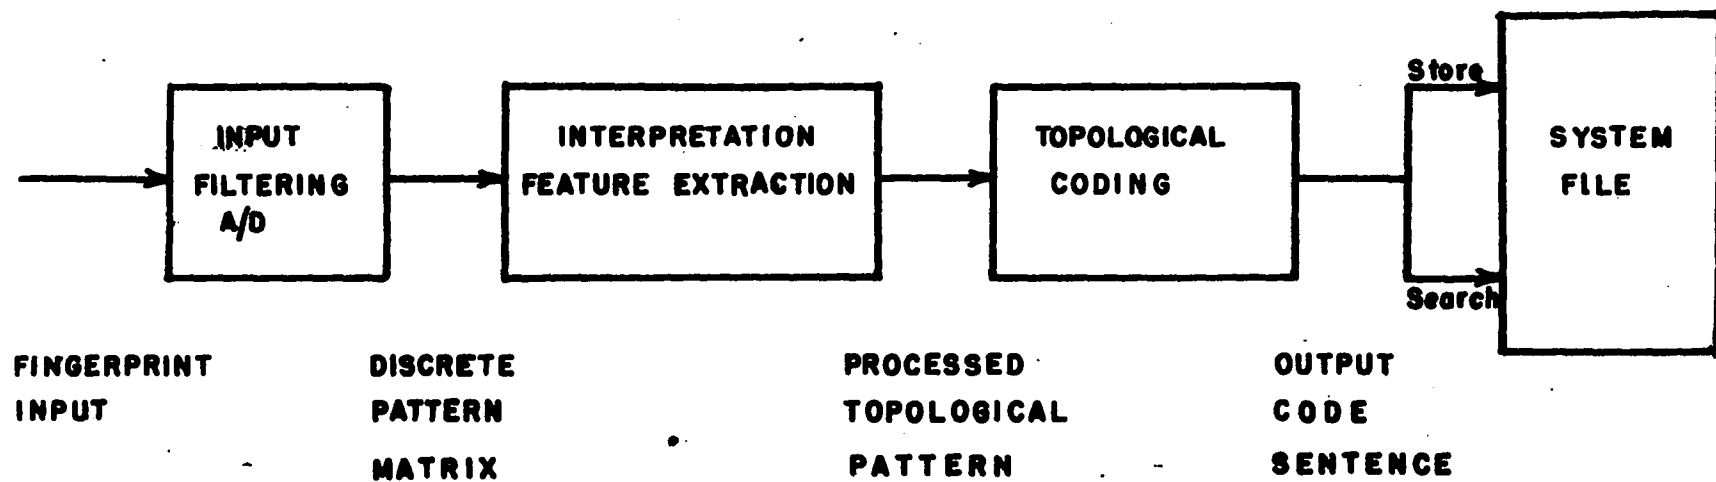 INPUT
FILTERING
A/D
INTERPRETATION
FEATURE EXTRACTION
TOPOLOGICAL
CODING
Store
Search
SYSTEM
FILE
FINGERPRINT
INPUT
DISCRETE
PATTERN
MATRIX
PROCESSED
TOPOLOGICAL
PATTERN
OUTPUT
CODE
SENTENCE